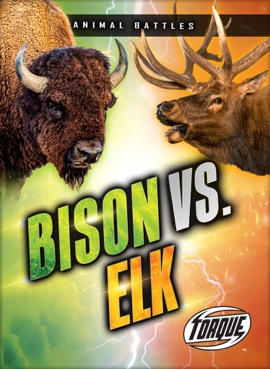 ANIMAL BATTLES
BISON VS.
ELK
TORQUE